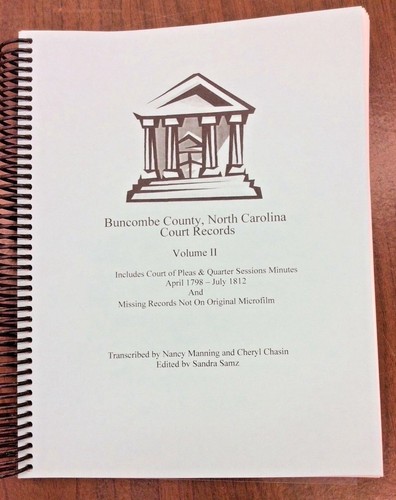 Buncombe County, North Carolina
Court Records
Volume II
Includes Court of Pleas & Quarter Sessions Minutes
April 1798 – July 1812
And
Missing Records Not On Original Microfilm
Transcribed by Nancy Manning and Cheryl Chasin
Edited by Sandra Samz